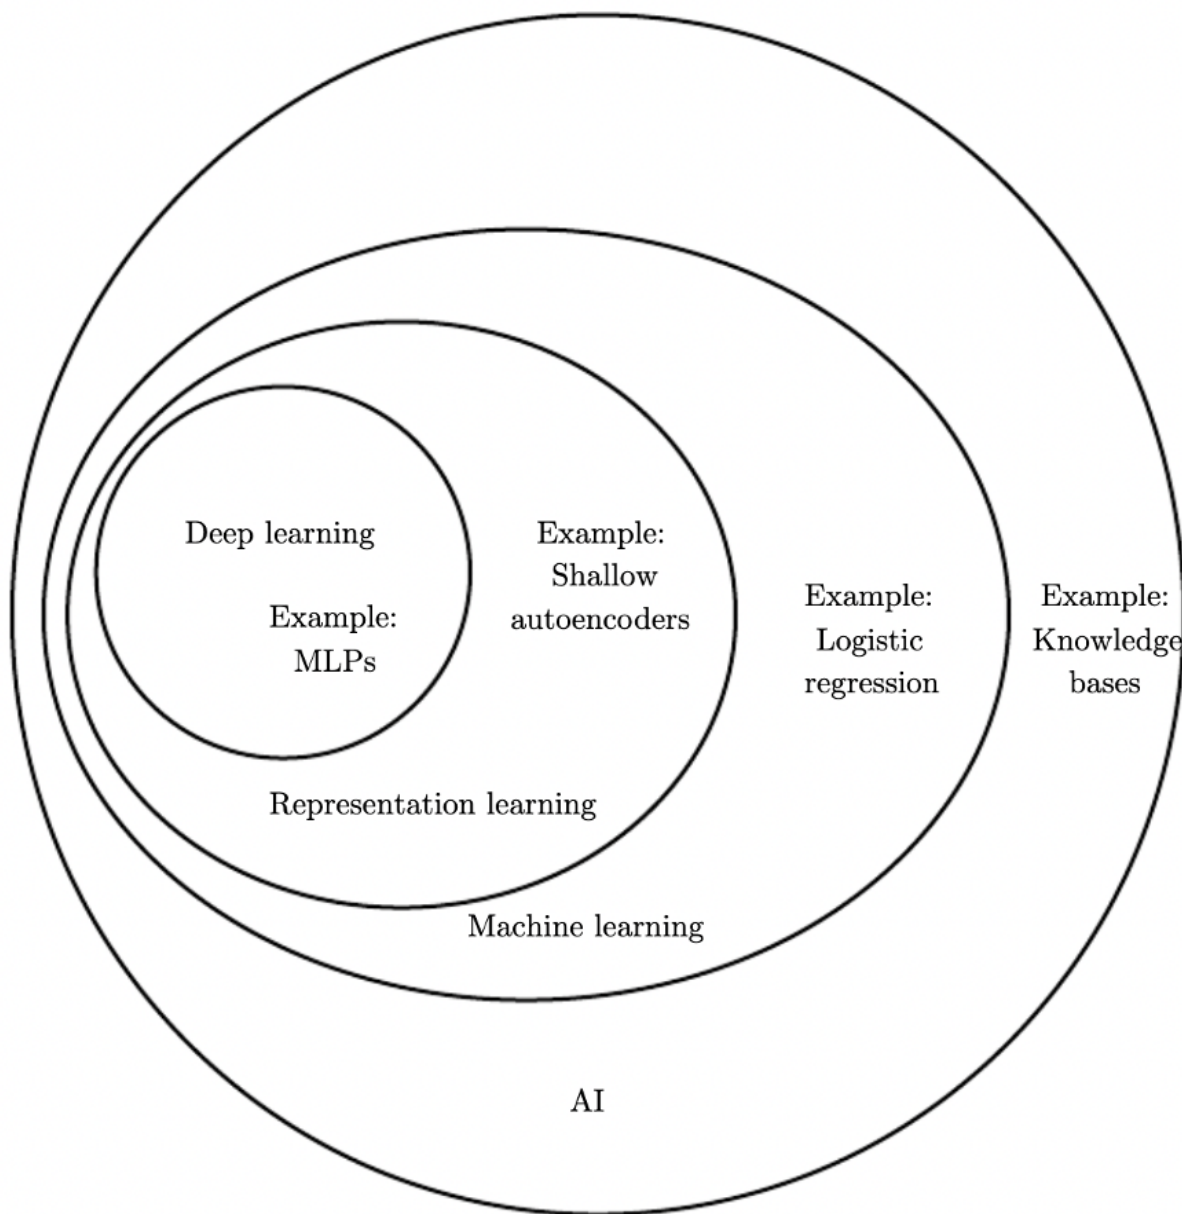 Deep learning
Example:
MLPs
Example:
Shallow
autoencoders
Example:
Logistic
regression
Example:
Knowledge
bases
Representation learning
Machine learning
AI